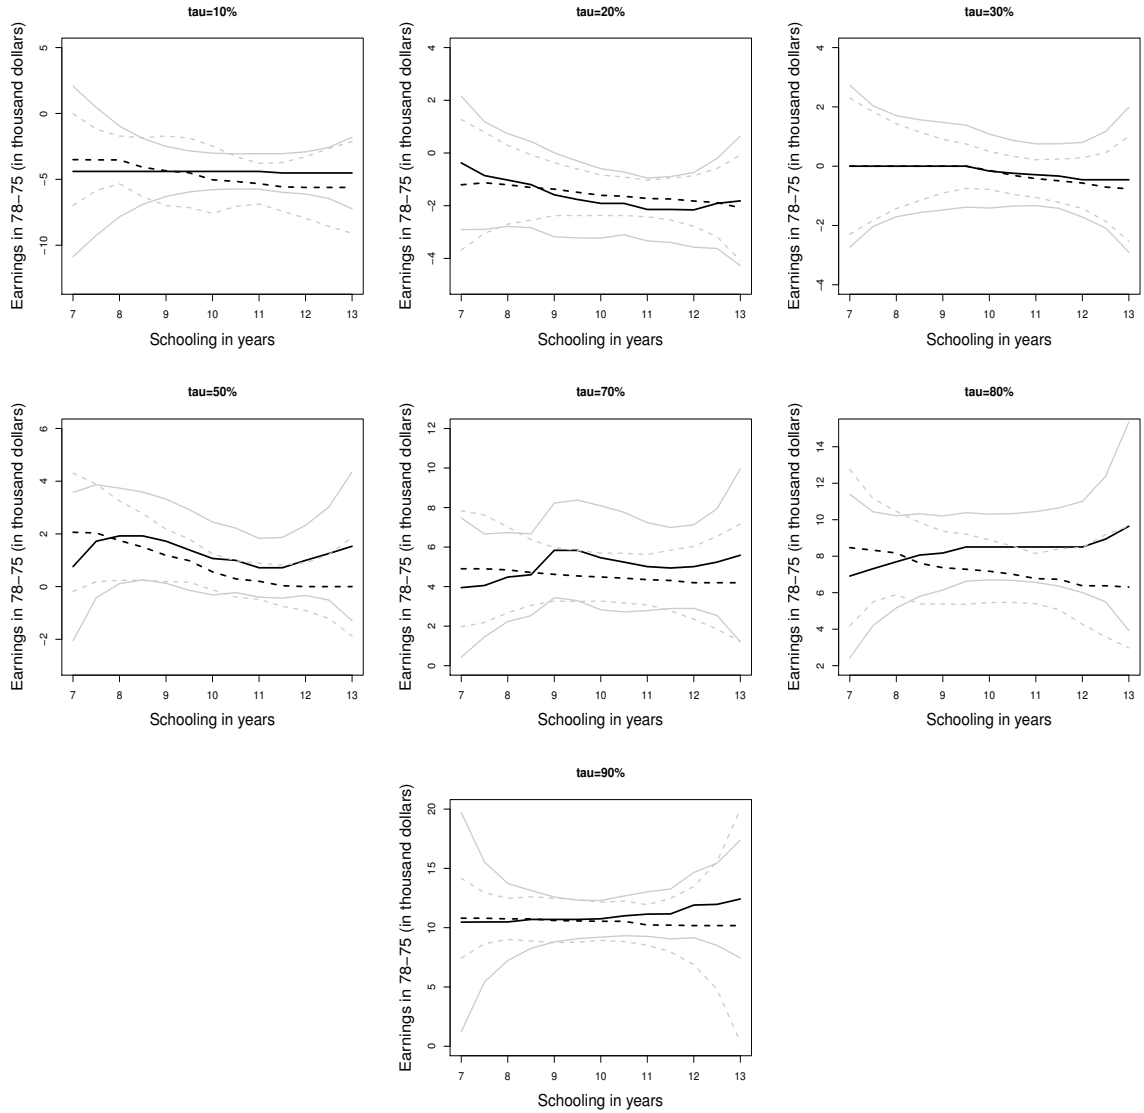 tau=10%
Earnings in 78−75 (in thousand dollars)
5
0
−5
−10
7 8 9 10 11 12 13
Schooling in years
tau=20%
Earnings in 78−75 (in thousand dollars)
4
2
0
−2
−4
7 8 9 10 11 12 13
Schooling in years
tau=30%
Earnings in 78−75 (in thousand dollars)
4
2
0
−2
−4
7 8 9 10 11 12 13
Schooling in years
tau=50%
Earnings in 78−75 (in thousand dollars)
6
4
2
0
−2
7 8 9 10 11 12 13
Schooling in years
tau=70%
Earnings in 78−75 (in thousand dollars)
12
10
8
6
4
2
0
7 8 9 10 11 12 13
Schooling in years
tau=80%
Earnings in 78−75 (in thousand dollars)
14
12
10
8
6
4
2
7 8 9 10 11 12 13
Schooling in years
tau=90%
Earnings in 78−75 (in thousand dollars)
20
15
10
5
0
7 8 9 10 11 12 13
Schooling in years